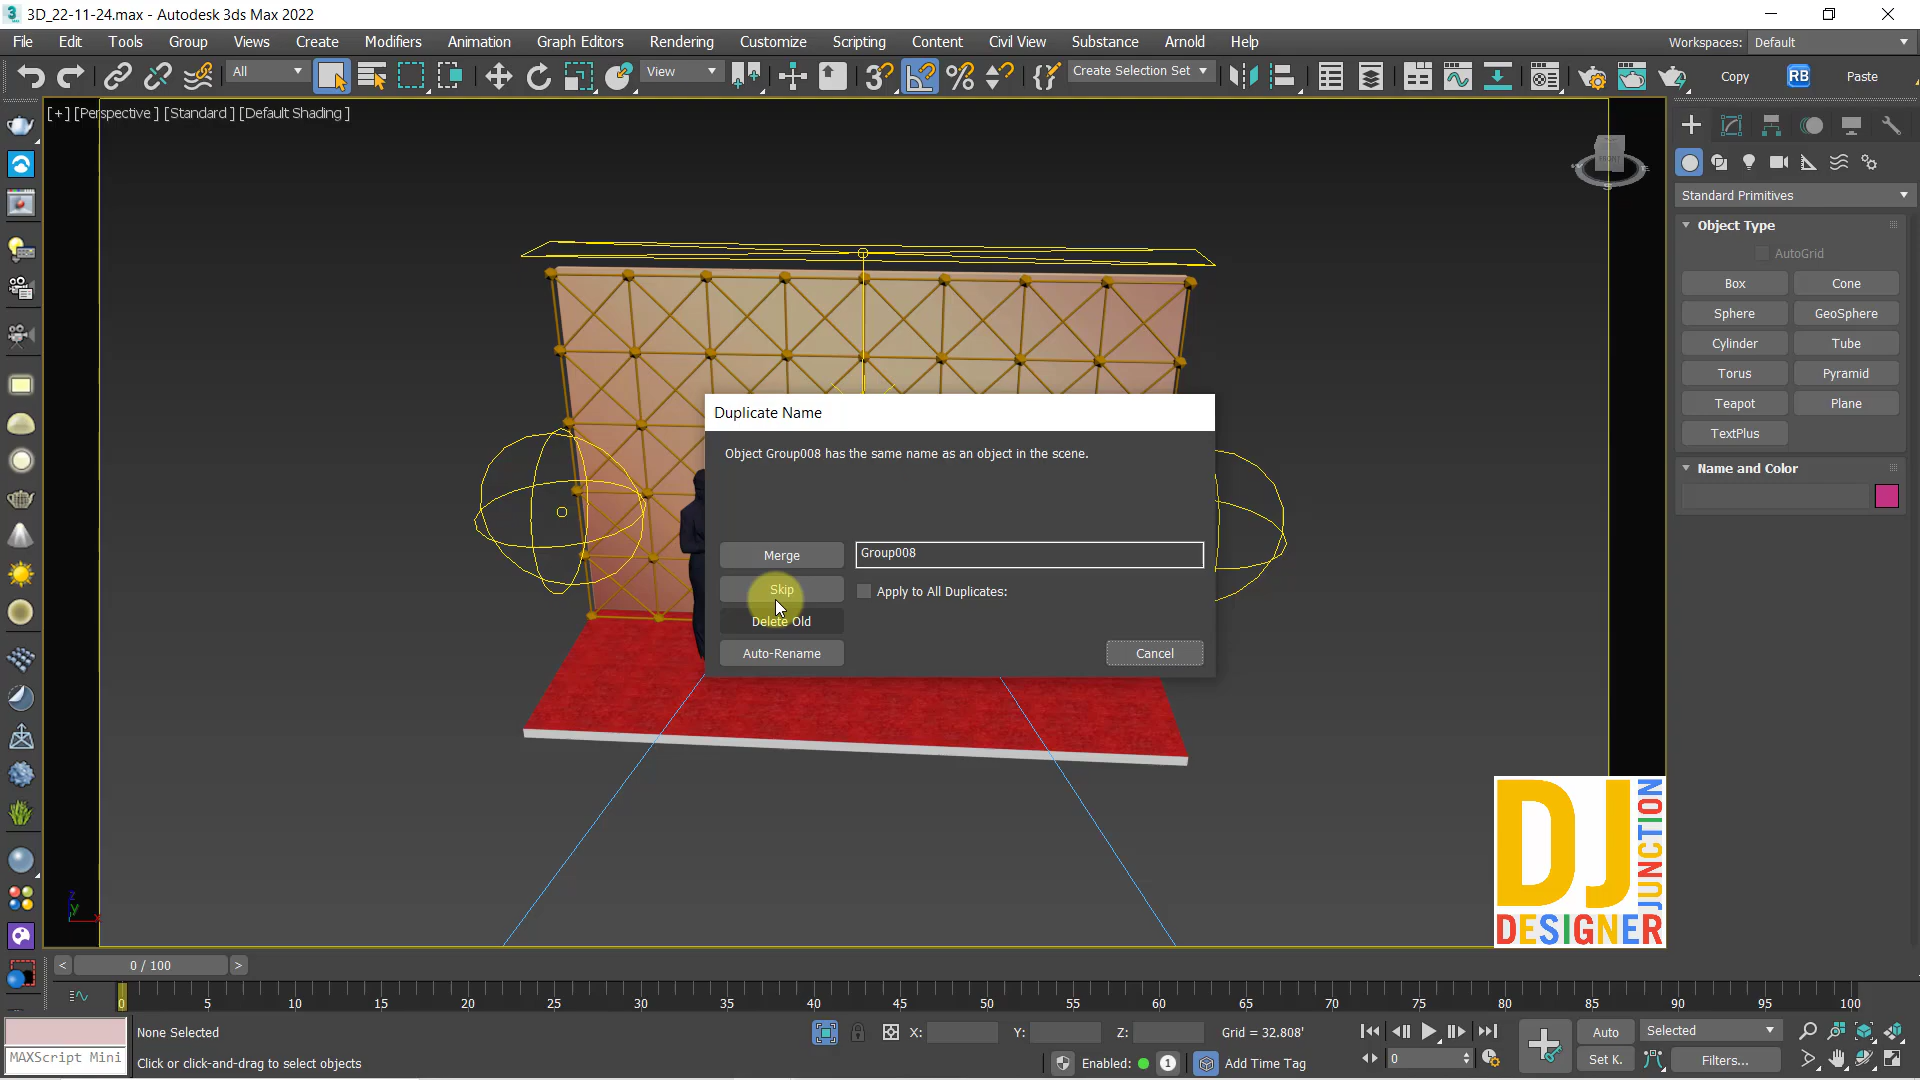 3D_22-11-24.max - Autodesk 3ds Max 2022
File Edit Tools Group Views Create Modifiers Animation Graph Editors Rendering Customize Scripting Content Civil View Substance Arnold Help
Workspaces: Default
All
View
Create Selection Set
Copy
RB
Paste
[+] [Perspective ] [Standard ] [Default Shading ]
Standard Primitives
Object Type
AutoGrid
Box Cone
Sphere GeoSphere
Cylinder Tube
Torus Pyramid
Teapot Plane
TextPlus
Name and Color
Duplicate Name
Object Group008 has the same name as an object in the scene.
Merge Group008
Skip Apply to All Duplicates:
Delete Old
Auto-Rename Cancel
DJ
JUNCTION
DESIGNER
z
y
x
< 0 / 100 >
0 5 10 15 20 25 30 35 40 45 50 55 60 65 70 75 80 85 90 95 100
None Selected
X: Y: Z: Grid = 32.808'
Auto Selected
MAXScript Mini
Click or click-and-drag to select objects
Enabled: 1 Add Time Tag
0
Set K. Filters...